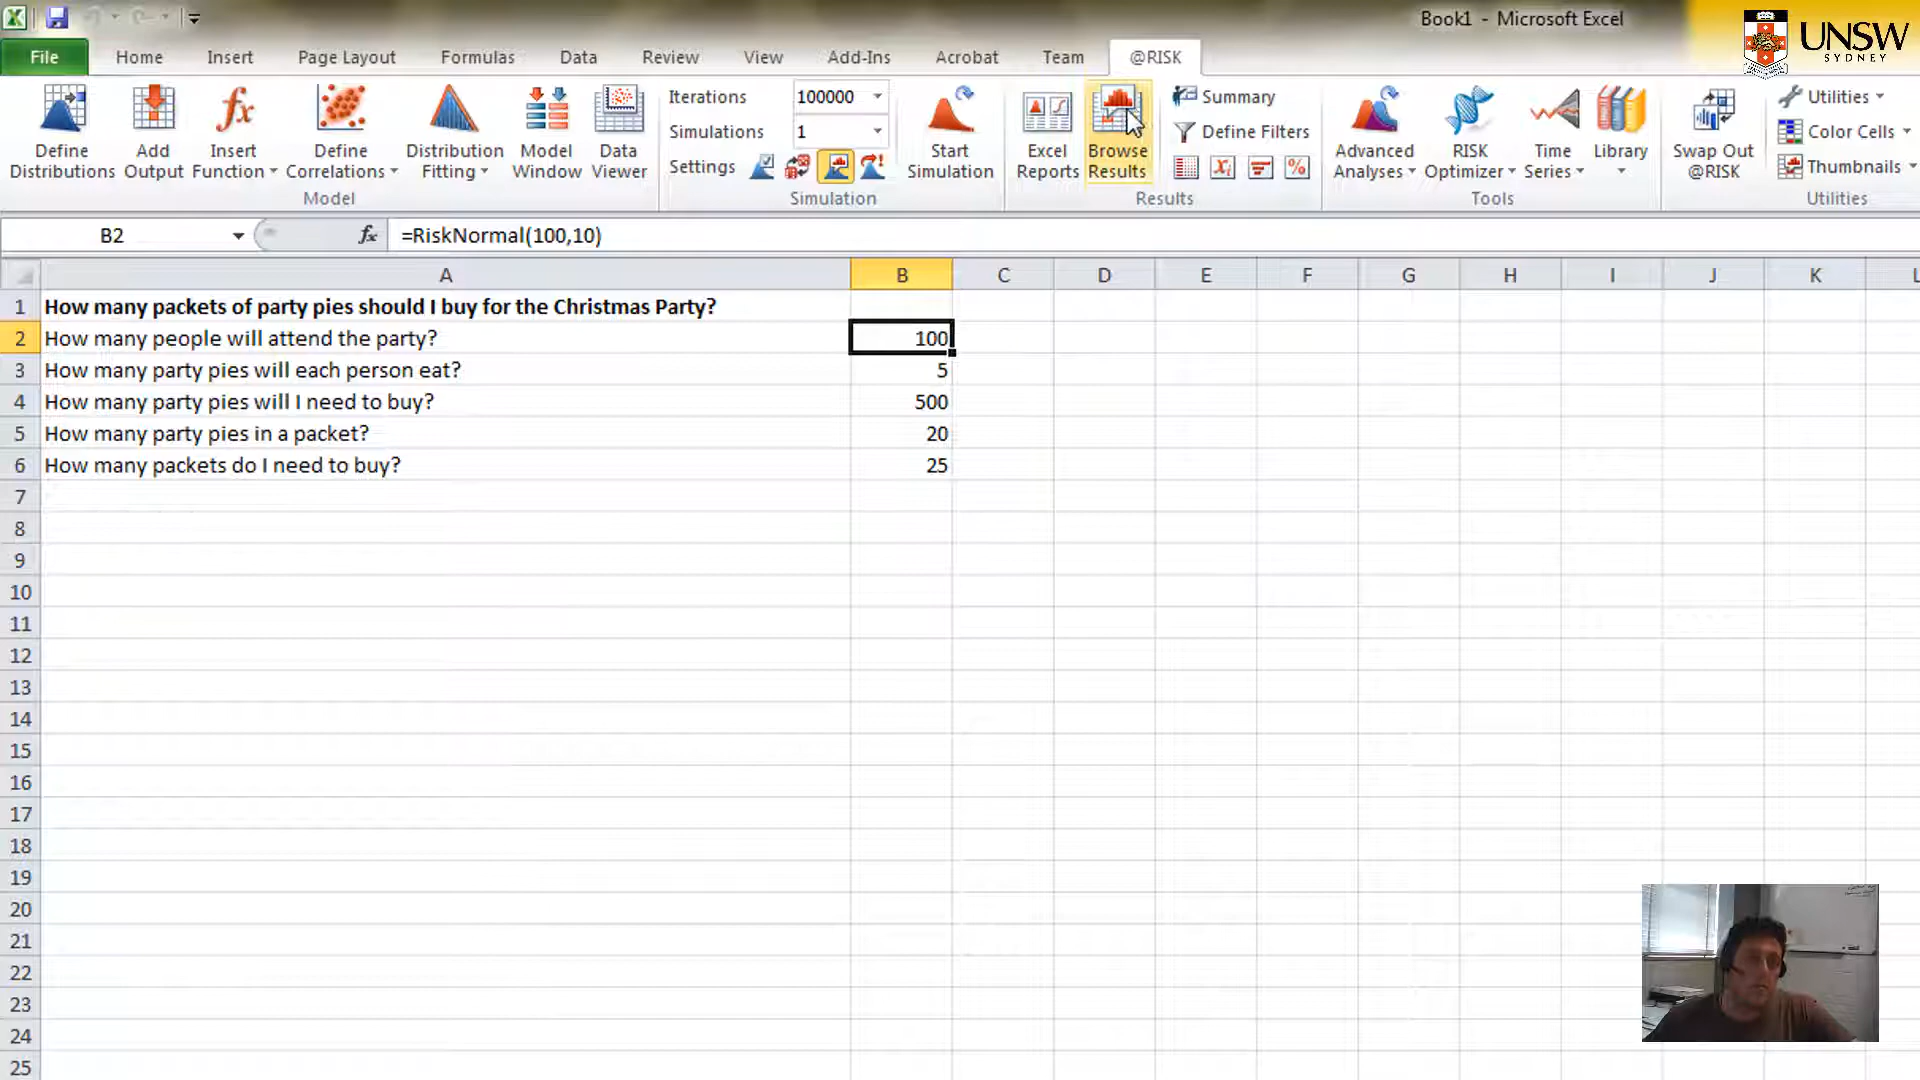 Book1 - Microsoft Excel
UNSW
SYDNEY
File Home Insert Page Layout Formulas Data Review View Add-Ins Acrobat Team @RISK
Define Distributions
Add Output
Insert Function
Define Correlations
Distribution Fitting
Model Window
Data Viewer
Model
Iterations 100000
Simulations 1
Settings
Start Simulation
Simulation
Excel Reports
Browse Results
Summary
Define Filters
Results
Advanced Analyses
RISK Optimizer
Time Series
Library
Tools
Swap Out @RISK
Utilities
Color Cells
Thumbnails
Utilities
B2 fx =RiskNormal(100,10)
A B C D E F G H I J K L
1 How many packets of party pies should I buy for the Christmas Party?
2 How many people will attend the party? 100
3 How many party pies will each person eat? 5
4 How many party pies will I need to buy? 500
5 How many party pies in a packet? 20
6 How many packets do I need to buy? 25
7
8
9
10
11
12
13
14
15
16
17
18
19
20
21
22
23
24
25